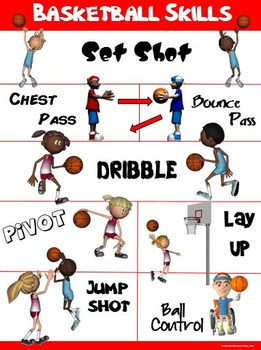 BASKETBALL SKILLS
Set Shot
CHEST
PASS
Bounce
Pass
DRIBBLE
PIVOT
LAY
UP
JUMP
SHOT
Ball
Control